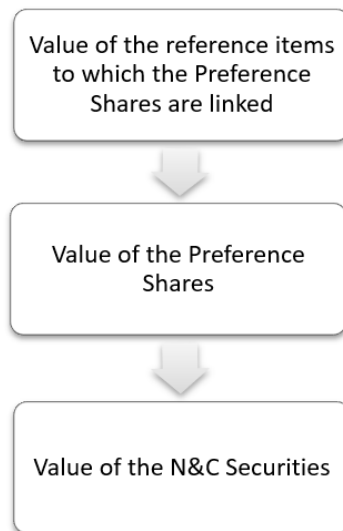 Value of the reference items
to which the Preference
Shares are linked
Value of the Preference
Shares
Value of the N&C Securities